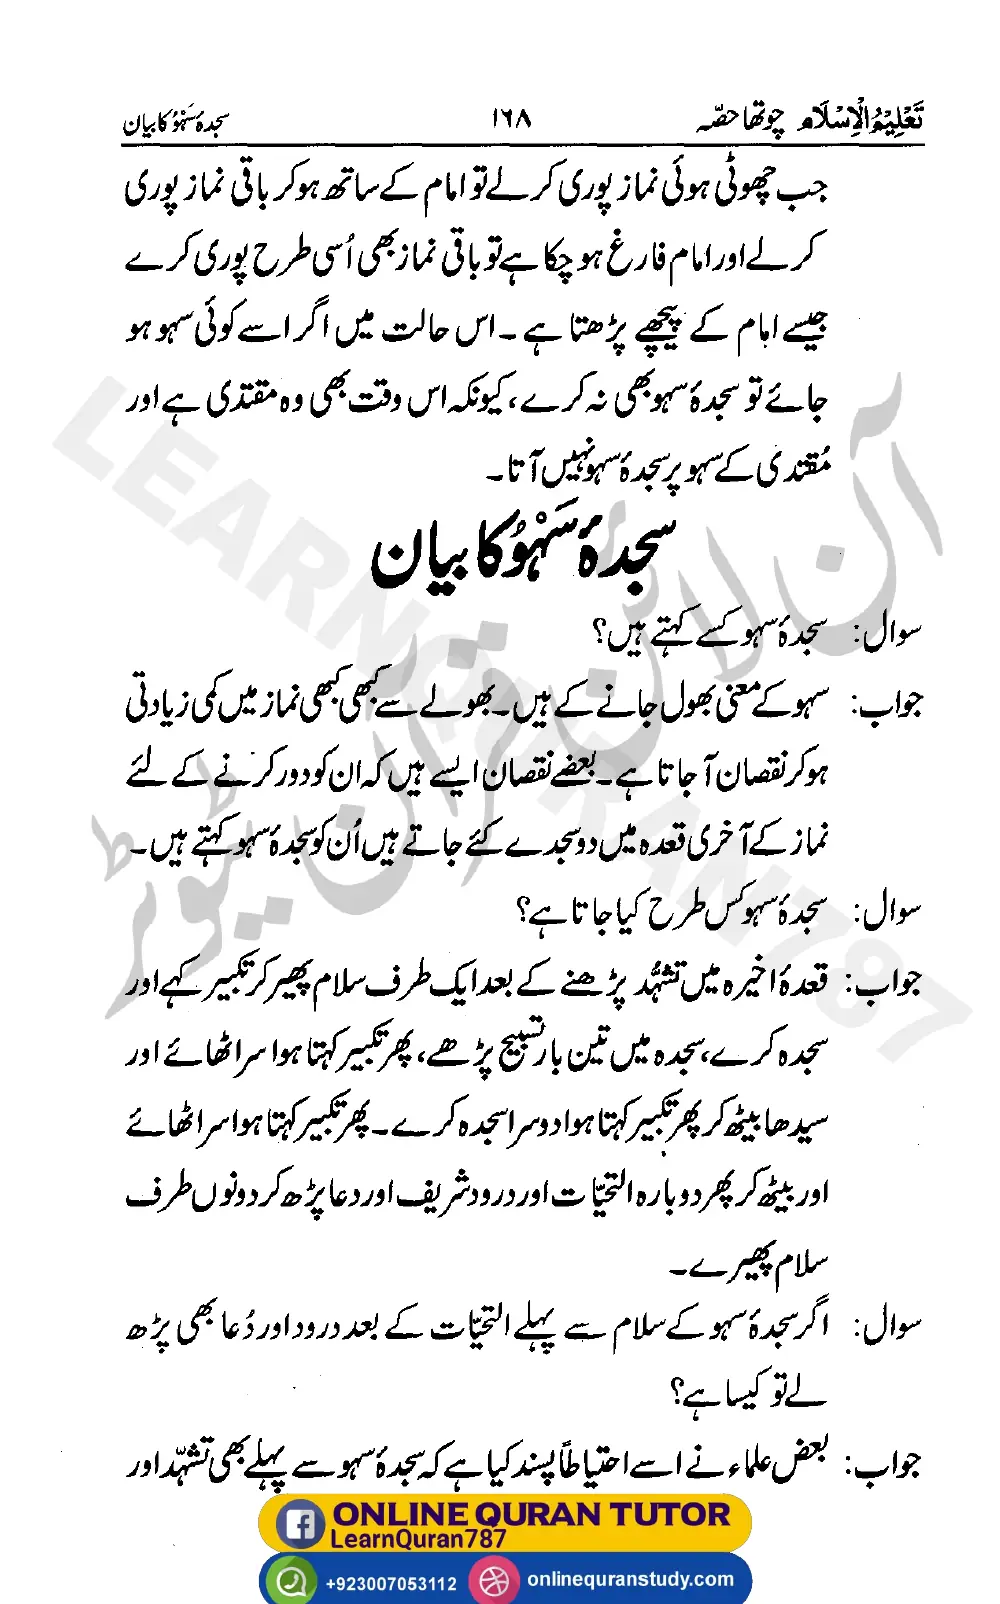 تَعْلِیْمُ الْاِسْلَام چوتھا حصّہ ۱۶۸ سجدۂ سَہْو کا بیان
جب چھوٹی ہوئی نماز پوری کر لے تو امام کے ساتھ ہو کر باقی نماز پوری
کر لے اور امام فارغ ہو چکا ہے تو باقی نماز بھی اُسی طرح پوری کرے
جیسے امام کے پیچھے پڑھتا ہے ۔ اس حالت میں اگر اسے کوئی سہو ہو
جائے تو سجدۂ سہو بھی نہ کرے، کیونکہ اس وقت بھی وہ مقتدی ہے اور
مُقتدی کے سہو پر سجدۂ سہو نہیں آتا ۔
سجدۂ سَہْو کا بیان
سوال: سجدۂ سہو کسے کہتے ہیں؟
جواب: سہو کے معنی بھول جانے کے ہیں ۔ بھولے سے کبھی کبھی نماز میں کمی زیادتی
ہو کر نقصان آ جاتا ہے ۔ بعضے نقصان ایسے ہیں کہ ان کو دور کرنے کے لئے
نماز کے آخری قعدہ میں دو سجدے کئے جاتے ہیں اُن کو سجدۂ سہو کہتے ہیں ۔
سوال: سجدۂ سہو کس طرح کیا جاتا ہے؟
جواب: قعدۂ اخیرہ میں تشہُّد پڑھنے کے بعد ایک طرف سلام پھیر کر تکبیر کہے اور
سجدہ کرے، سجدہ میں تین بار تسبیح پڑھے، پھر تکبیر کہتا ہوا سر اٹھائے اور
سیدھا بیٹھ کر پھر تکبیر کہتا ہوا دوسرا سجدہ کرے ۔ پھر تکبیر کہتا ہوا سر اٹھائے
اور بیٹھ کر پھر دوبارہ التحیّات اور درود شریف اور دعا پڑھ کر دونوں طرف
سلام پھیرے ۔
سوال: اگر سجدۂ سہو کے سلام سے پہلے التحیّات کے بعد درود اور دُعا بھی پڑھ
لے تو کیسا ہے؟
جواب: بعض علماء نے اسے احتیاطاً پسند کیا ہے کہ سجدۂ سہو سے پہلے بھی تشہّد اور
آن لائن قرآن ٹیوٹر
LEARNQURAN787
ONLINE QURAN TUTOR
LearnQuran787
+923007053112 onlinequranstudy.com